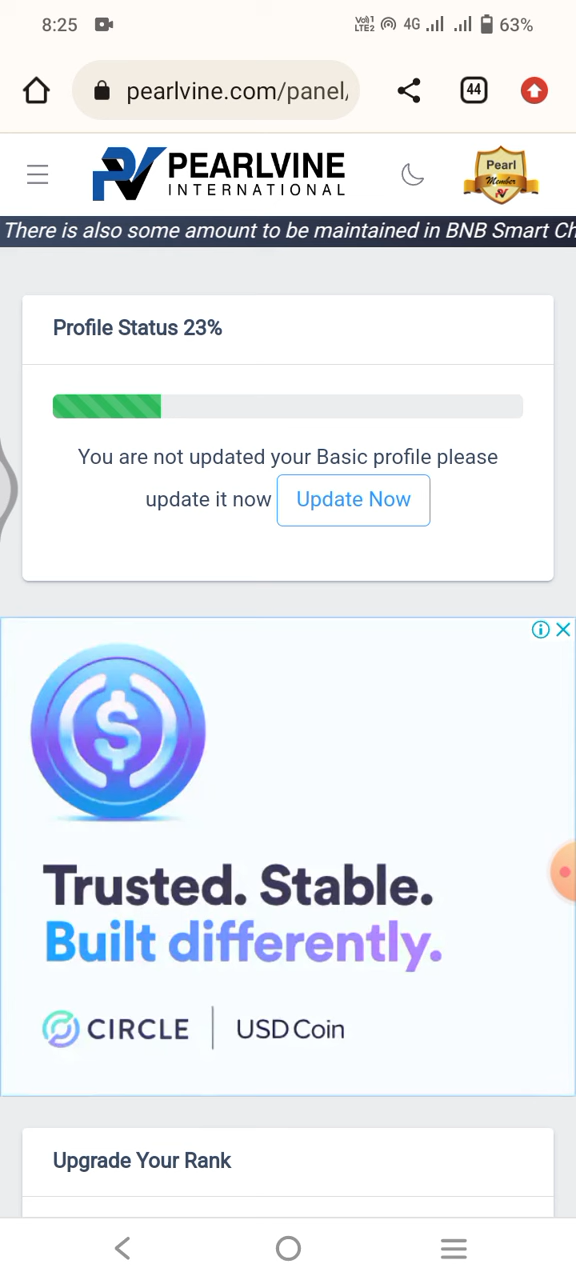 8:25
Vol1 LTE2 4G 63%
pearlvine.com/panel/
44
PEARLVINE
INTERNATIONAL
Pearl
Member
There is also some amount to be maintained in BNB Smart Ch
Profile Status 23%
You are not updated your Basic profile please
update it now Update Now
Trusted. Stable.
Built differently.
CIRCLE | USD Coin
Upgrade Your Rank